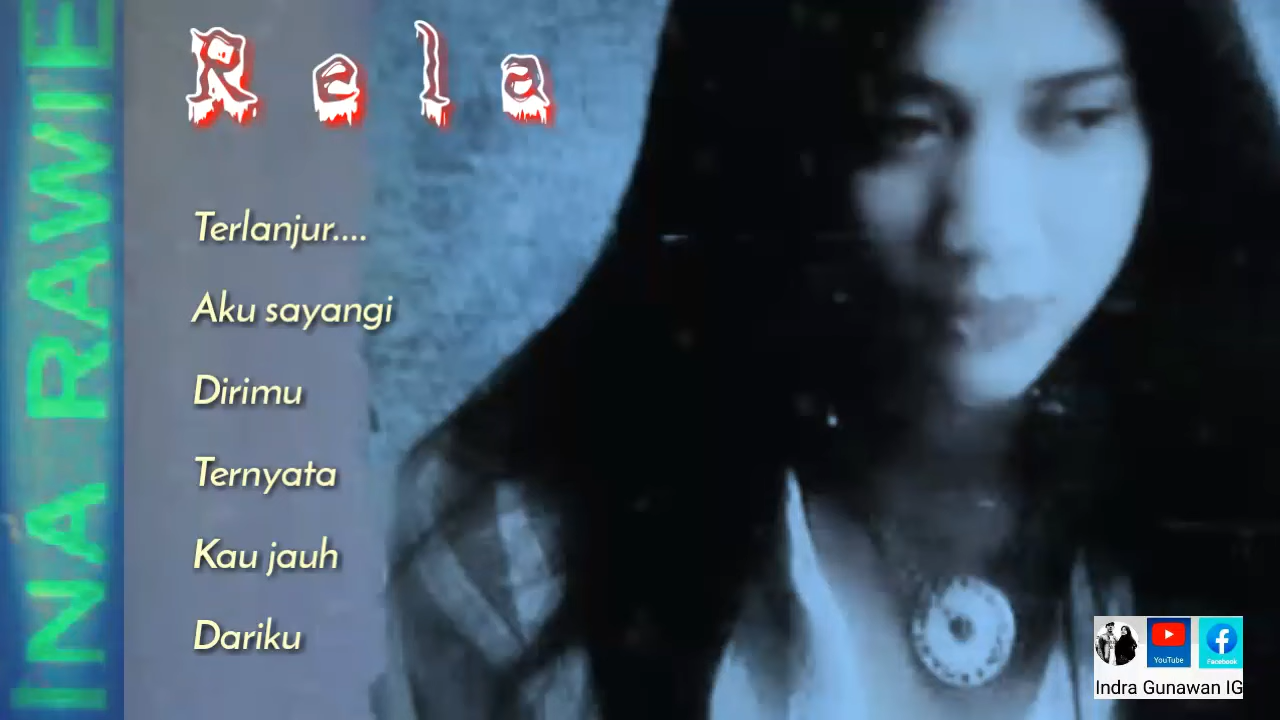 INA RAWIE
Rela
Terlanjur....
Aku sayangi
Dirimu
Ternyata
Kau jauh
Dariku
YouTube
Facebook
Indra Gunawan IG